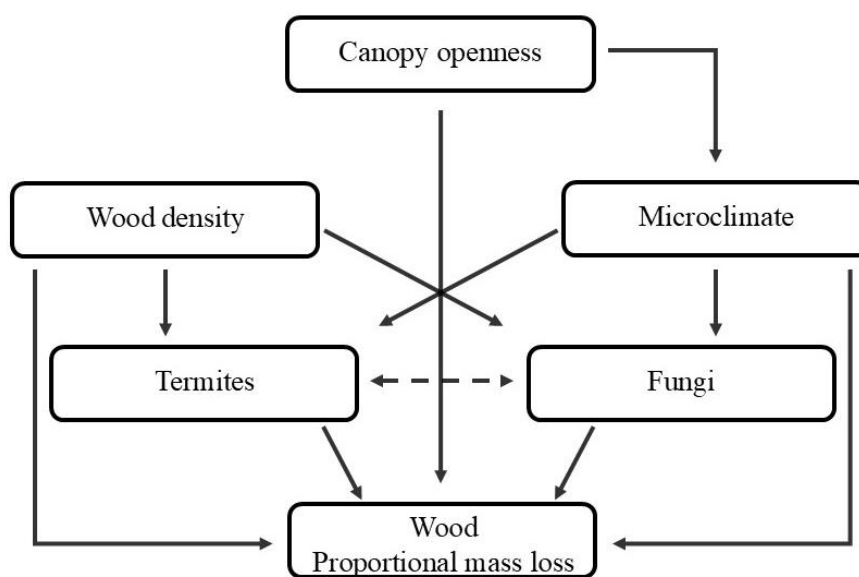 Canopy openness
Wood density
Microclimate
Termites
Fungi
Wood
Proportional mass loss